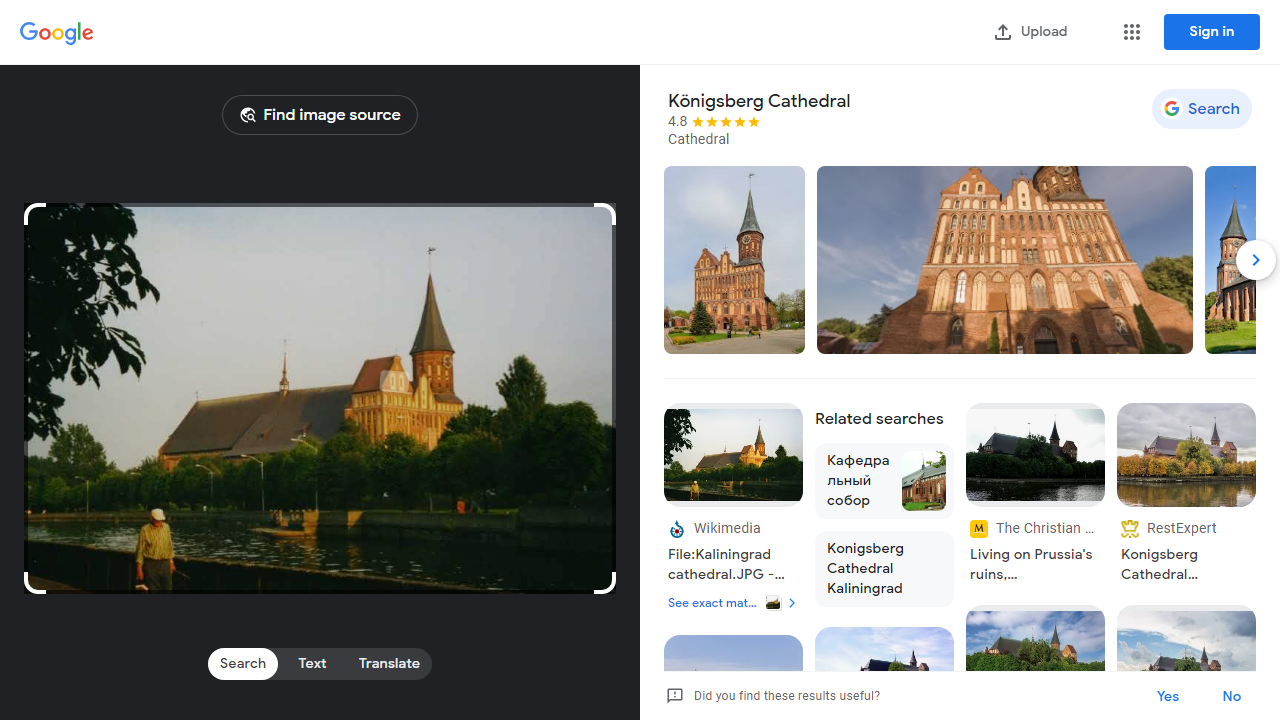 Google
Upload
Sign in
Find image source
Search
Text
Translate
Königsberg Cathedral
4.8
Cathedral
Search
Wikimedia
File:Kaliningrad
cathedral.JPG -...
See exact mat...
Related searches
Кафедра
льный
собор
Konigsberg
Cathedral
Kaliningrad
The Christian ...
Living on Prussia's
ruins,...
RestExpert
Konigsberg
Cathedral...
Did you find these results useful?
Yes
No